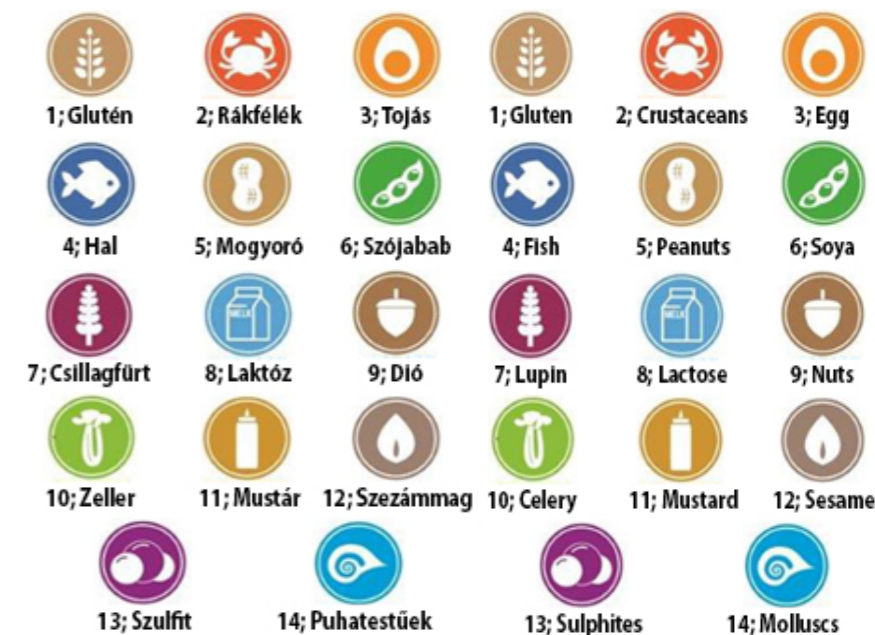 1; Glutén 2; Rákfélék 3; Tojás 1; Gluten 2; Crustaceans 3; Egg
4; Hal 5; Mogyoró 6; Szójabab 4; Fish 5; Peanuts 6; Soya
MELK MELK
7; Csillagfürt 8; Laktóz 9; Dió 7; Lupin 8; Lactose 9; Nuts
10; Zeller 11; Mustár 12; Szezámmag 10; Celery 11; Mustard 12; Sesame
13; Szulfit 14; Puhatestűek 13; Sulphites 14; Molluscs